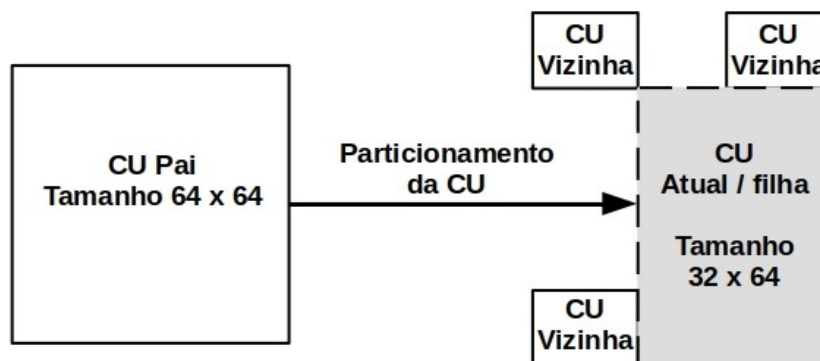 CU Pai
Tamanho 64 x 64
Particionamento
da CU
CU
Vizinha
CU
Vizinha
CU
Atual / filha
Tamanho
32 x 64
CU
Vizinha